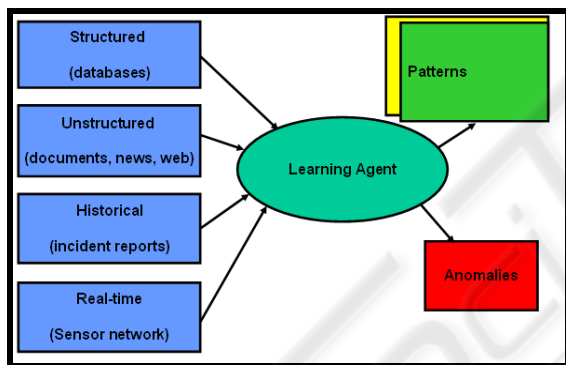 Structured
(databases)
Unstructured
(documents, news, web)
Historical
(incident reports)
Real-time
(Sensor network)
Learning Agent
Patterns
Anomalies